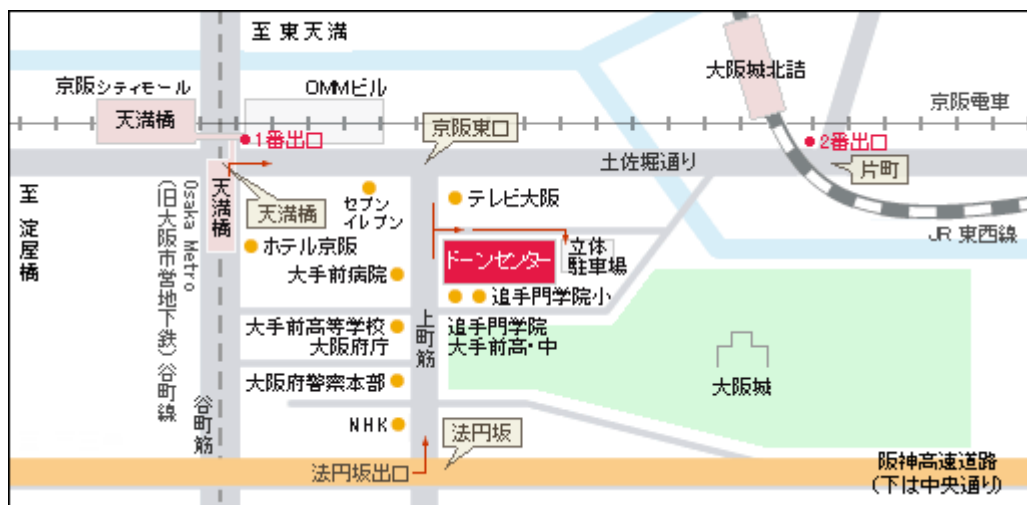 至 東天満
京阪シティモール
OMMビル
大阪城北詰
天満橋
京阪電車
1番出口
京阪東口
2番出口
土佐堀通り
片町
至 淀屋橋
Osaka Metro
(旧大阪市営地下鉄)谷町線
天満橋
天満橋
セブン
イレブン
テレビ大阪
JR 東西線
ホテル京阪
ドーンセンター
立体
駐車場
大手前病院
追手門学院小
上町筋
大手前高等学校
大阪府庁
追手門学院
大手前高・中
大阪城
大阪府警察本部
谷町筋
NHK
法円坂
法円坂出口
阪神高速道路
(下は中央通り)